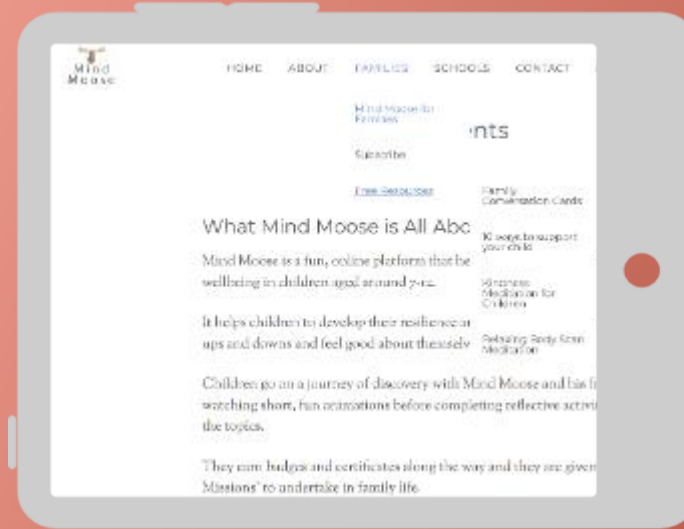 Mind
Moose
HOME ABOUT FAMILIES SCHOOLS CONTACT
Mind Moose for
Families
nts
Subscribe
Free Resources
Family
Conversation Cards
What Mind Moose is All Abo
10 ways to support
your child
Mind Moose is a fun, online platform that he
wellbeing in children aged around 7-12.
Kindness
Meditation for
Children
It helps children to develop their resilience
ups and downs and feel good about themselv
Relaxing Body Scan
Meditation
Children go on a journey of discovery with Mind Moose and his
watching short, fun animations before completing reflective activi
the topics.
They earn badges and certificates along the way and they are given
Missions' to undertake in family life